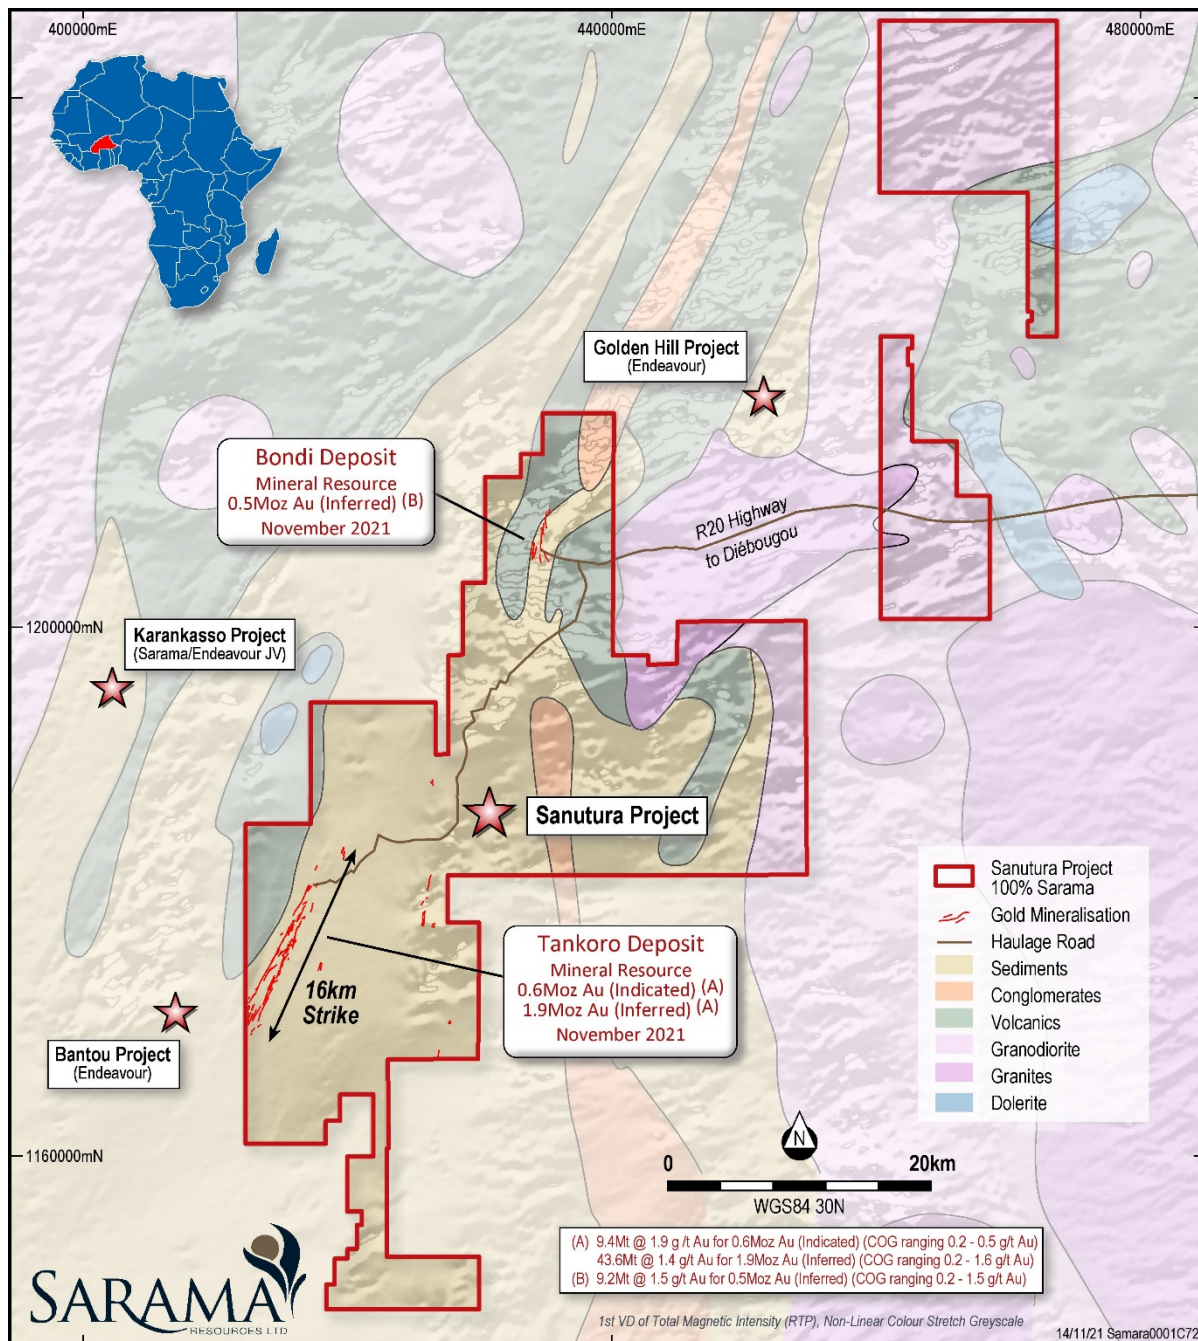 400000mE
440000mE
480000mE
Golden Hill Project
(Endeavour)
Bondi Deposit
Mineral Resource
0.5Moz Au (Inferred) (B)
November 2021
R20 Highway
to Diébougou
1200000mN
Karankasso Project
(Sarama/Endeavour JV)
Sanutura Project
Sanutura Project
100% Sarama
Gold Mineralisation
Haulage Road
Sediments
Conglomerates
Volcanics
Granodiorite
Granites
Dolerite
Tankoro Deposit
Mineral Resource
0.6Moz Au (Indicated) (A)
1.9Moz Au (Inferred) (A)
November 2021
16km
Strike
Bantou Project
(Endeavour)
1160000mN
N
0
20km
WGS84 30N
(A) 9.4Mt @ 1.9 g/t Au for 0.6Moz Au (Indicated) (COG ranging 0.2 - 0.5 g/t Au)
43.6Mt @ 1.4 g/t Au for 1.9Moz Au (Inferred) (COG ranging 0.2 - 1.6 g/t Au)
(B) 9.2Mt @ 1.5 g/t Au for 0.5Moz Au (Inferred) (COG ranging 0.2 - 1.5 g/t Au)
SARAMA
RESOURCES LTD
1st VD of Total Magnetic Intensity (RTP), Non-Linear Colour Stretch Greyscale
14/11/21 Samara0001C72